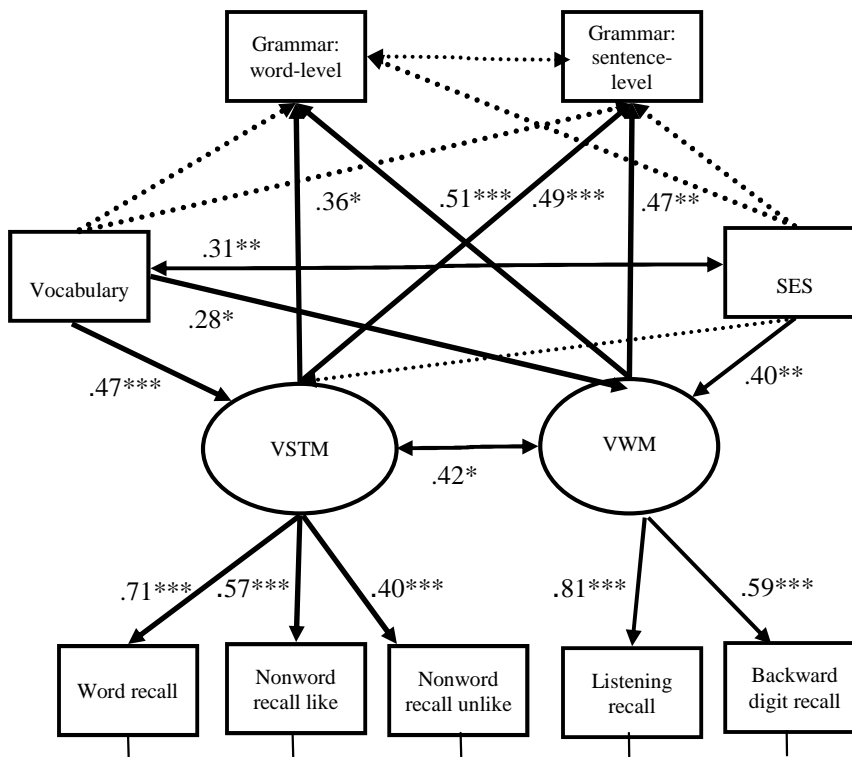 Grammar:
word-level
Grammar:
sentence-
level
.36*
.51***
.49***
.47**
.31**
Vocabulary
SES
.28*
.47***
.40**
VSTM
VWM
.42*
.71***
.57***
.40***
.81***
.59***
Word recall
Nonword
recall like
Nonword
recall unlike
Listening
recall
Backward
digit recall